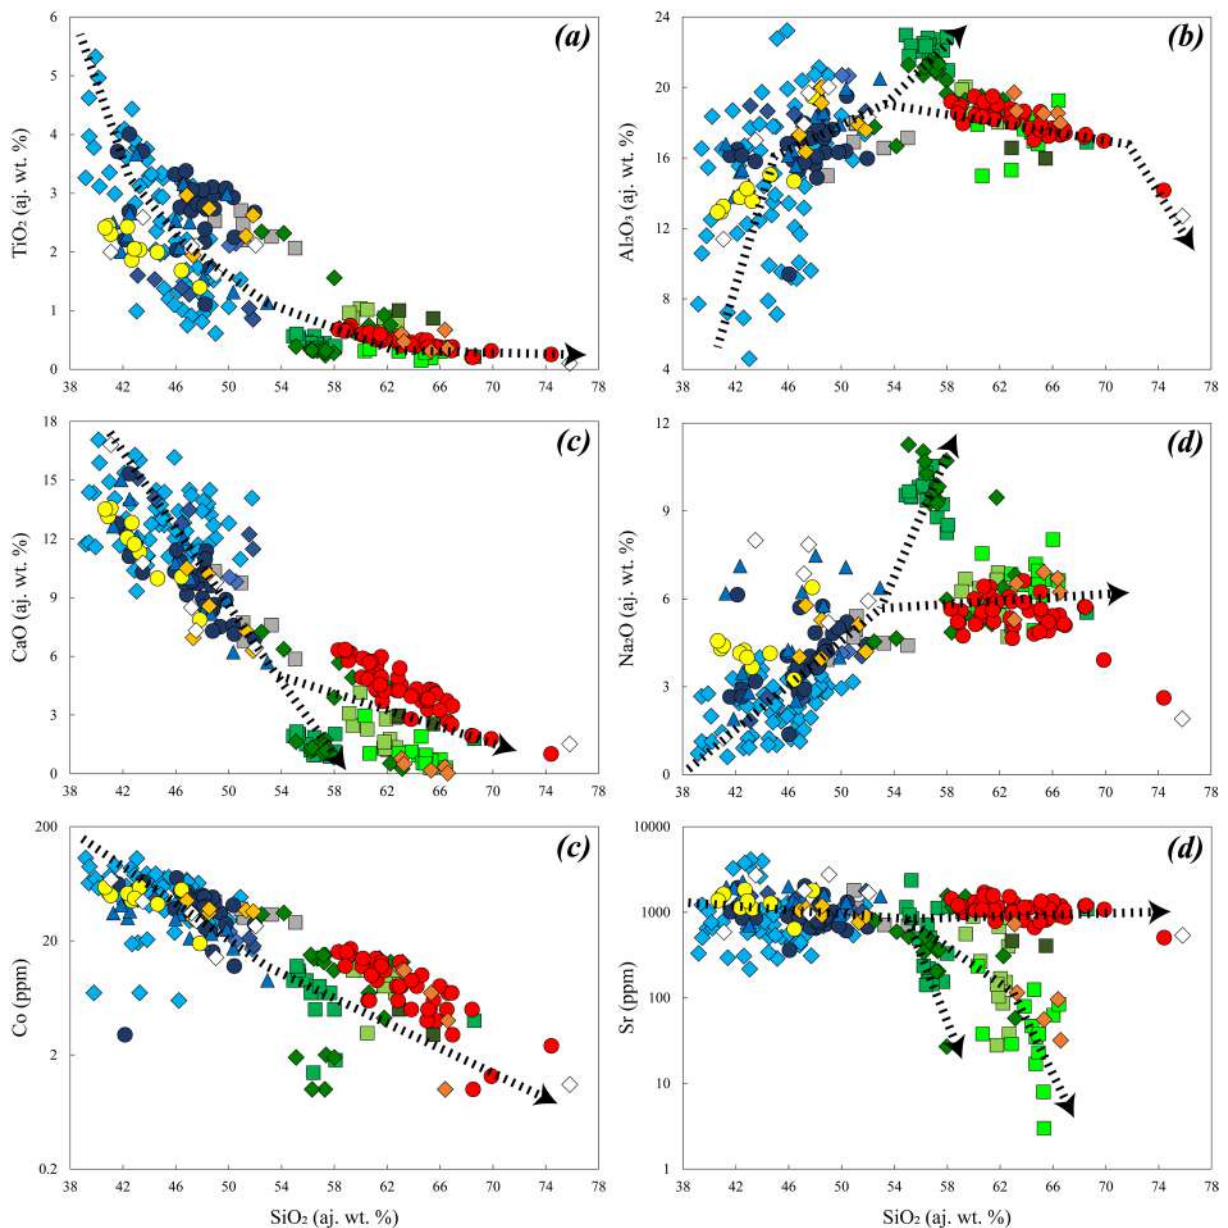 (a)
TiO₂ (aj. wt. %)
6
5
4
3
2
1
0
38 42 46 50 54 58 62 66 70 74 78
(b)
Al₂O₃ (aj. wt. %)
24
20
16
12
8
4
38 42 46 50 54 58 62 66 70 74 78
(c)
CaO (aj. wt. %)
18
15
12
9
6
3
0
38 42 46 50 54 58 62 66 70 74 78
(d)
Na₂O (aj. wt. %)
12
9
6
3
0
38 42 46 50 54 58 62 66 70 74 78
(c)
Co (ppm)
200
20
2
0.2
38 42 46 50 54 58 62 66 70 74 78
SiO₂ (aj. wt. %)
(d)
Sr (ppm)
10000
1000
100
10
1
38 42 46 50 54 58 62 66 70 74 78
SiO₂ (aj. wt. %)